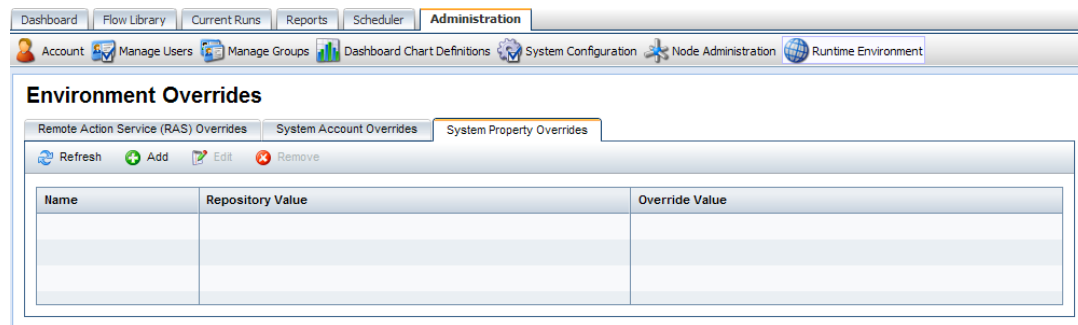 Dashboard Flow Library Current Runs Reports Scheduler Administration
Account Manage Users Manage Groups Dashboard Chart Definitions System Configuration Node Administration Runtime Environment
Environment Overrides
Remote Action Service (RAS) Overrides System Account Overrides System Property Overrides
Refresh Add Edit Remove
Name Repository Value Override Value